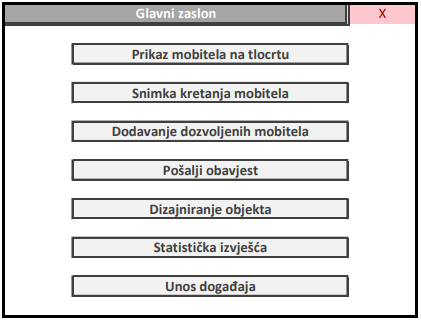 Glavni zaslon
X
Prikaz mobitela na tlocrtu
Snimka kretanja mobitela
Dodavanje dozvoljenih mobitela
Pošalji obavjest
Dizajniranje objekta
Statistička izvješća
Unos događaja